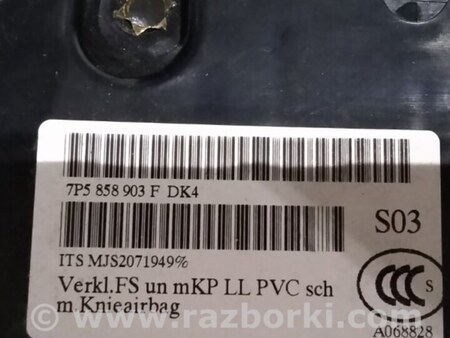 7P5 858 903 F DK4
S03
ITS MJS2071949%
Verkl.FS un mKP LL PVC sch
m.Knieairbag
CCC S
A068828
www.razborki.com